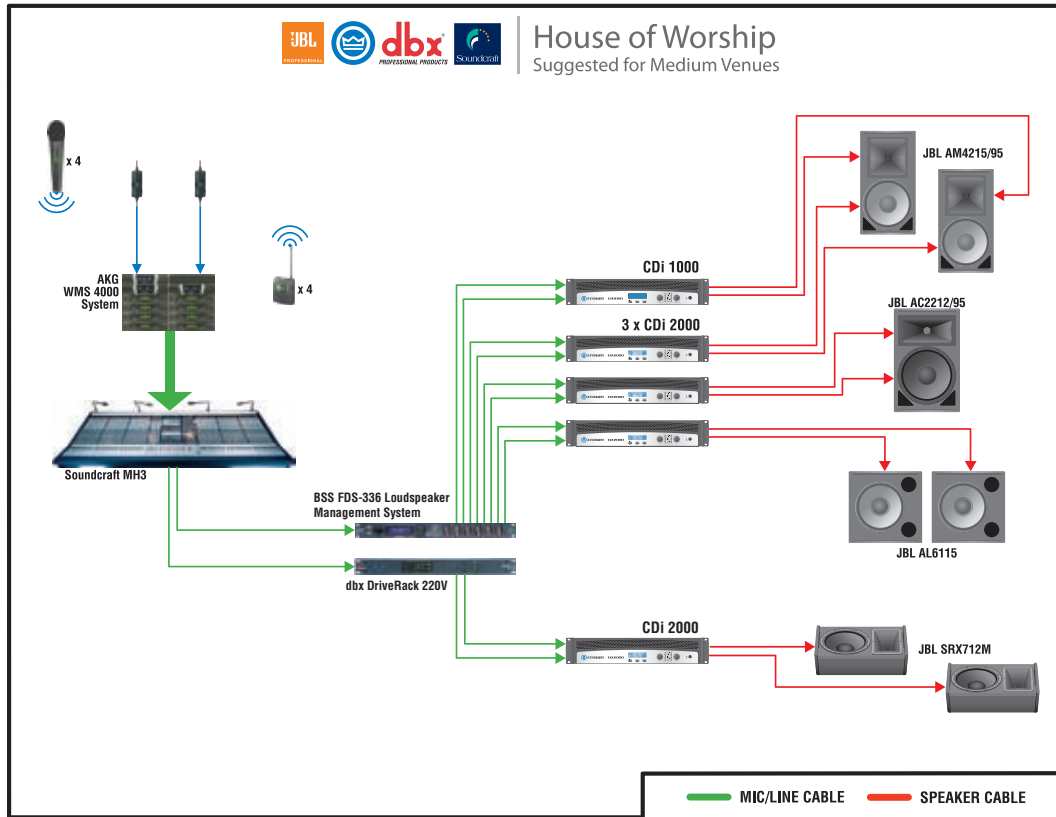 JBL
PROFESSIONAL
dbx
PROFESSIONAL PRODUCTS
Soundcraft
House of Worship
Suggested for Medium Venues
x 4
AKG
WMS 4000
System
x 4
Soundcraft MH3
BSS FDS-336 Loudspeaker
Management System
dbx DriveRack 220V
CDi 1000
3 x CDi 2000
CDi 2000
JBL AM4215/95
JBL AC2212/95
JBL AL6115
JBL SRX712M
MIC/LINE CABLE
SPEAKER CABLE